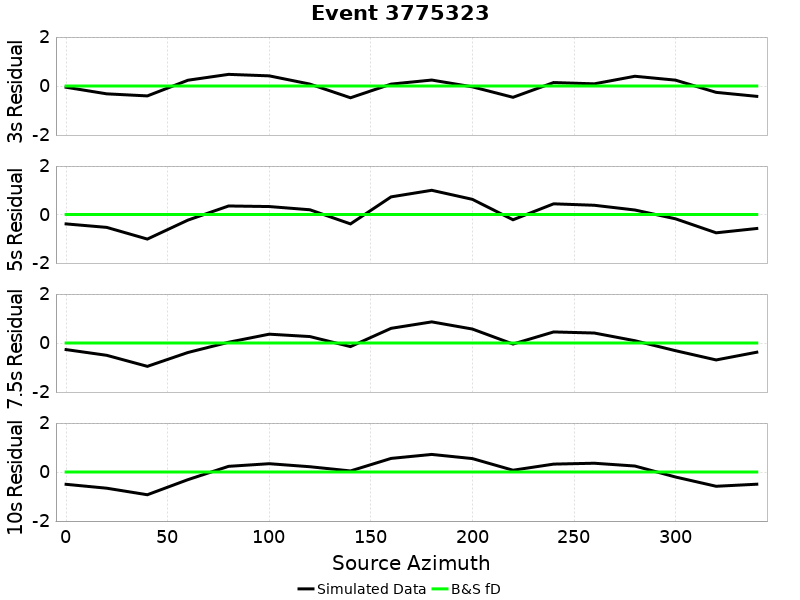 Event 3775323
3s Residual
2
0
-2
5s Residual
2
0
-2
7.5s Residual
2
0
-2
10s Residual
2
0
-2
0 50 100 150 200 250 300
Source Azimuth
Simulated Data B&S fD